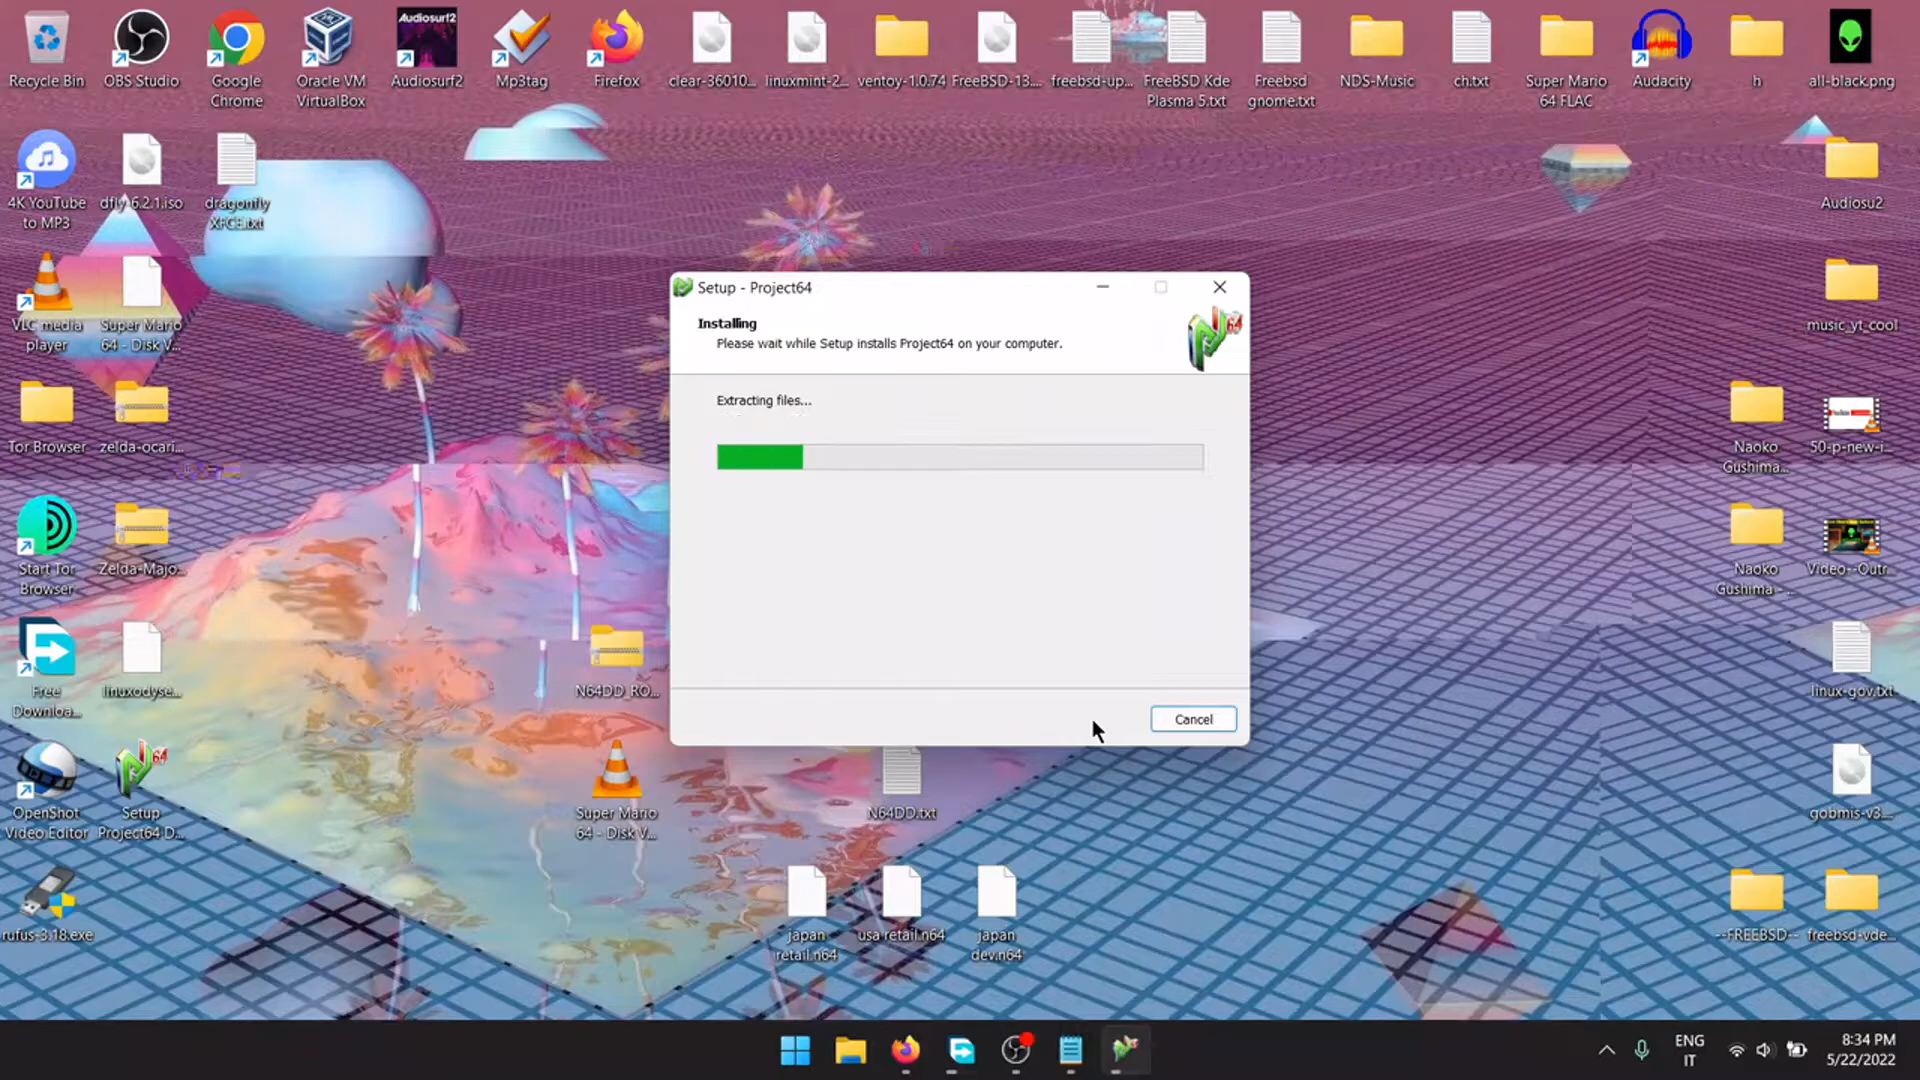 Recycle Bin
OBS Studio
Google
Chrome
Oracle VM
VirtualBox
Audiosurf2
Audiosurf2
Mp3tag
Firefox
clear-36010...
linuxmint-2...
ventoy-1.0.74
FreeBSD-13....
freebsd-up...
FreeBSD Kde
Plasma 5.txt
Freebsd
gnome.txt
NDS-Music
ch.txt
Super Mario
64 FLAC
Audacity
h
all-black.png
4K YouTube
to MP3
dfly-6.2.1.iso
dragonfly
XFCE.txt
Audiosu2
VLC media
player
Super Mario
64 - Disk V...
music_yt_cool
Tor Browser
zelda-ocari...
Naoko
Gushima...
50-p-new-i...
Start Tor
Browser
Zelda-Majo...
Naoko
Gushima - ...
Video--Outr...
Free
Downloa...
linuxodyse...
N64DD_RO...
linux-gov.txt
OpenShot
Video Editor
Setup
Project64 D...
Super Mario
64 - Disk V...
N64DD.txt
gobmis-v3...
rufus-3.18.exe
japan
retail.n64
usa retail.n64
japan
dev.n64
--FREEBSD--
freebsd-vde...
Setup - Project64
Installing
Please wait while Setup installs Project64 on your computer.
64
Extracting files...
Cancel
ENG
IT
8:34 PM
5/22/2022